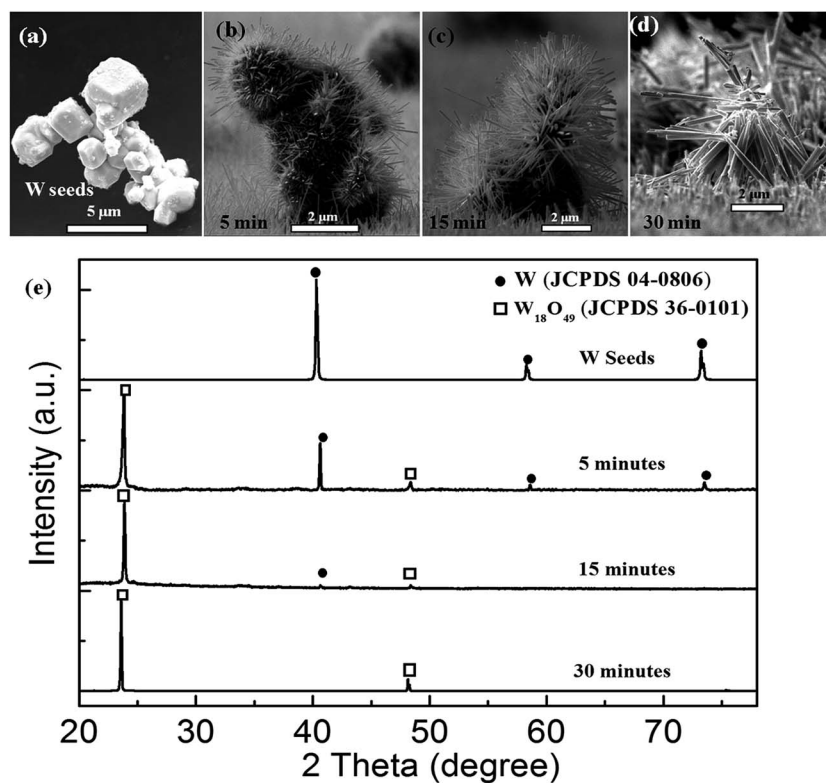 (a)
W seeds
5 μm
(b)
5 min
2 μm
(c)
15 min
2 μm
(d)
30 min
2 μm
(e)
● W (JCPDS 04-0806)
□ W18O49 (JCPDS 36-0101)
W Seeds
5 minutes
15 minutes
30 minutes
Intensity (a.u.)
20 30 40 50 60 70
2 Theta (degree)